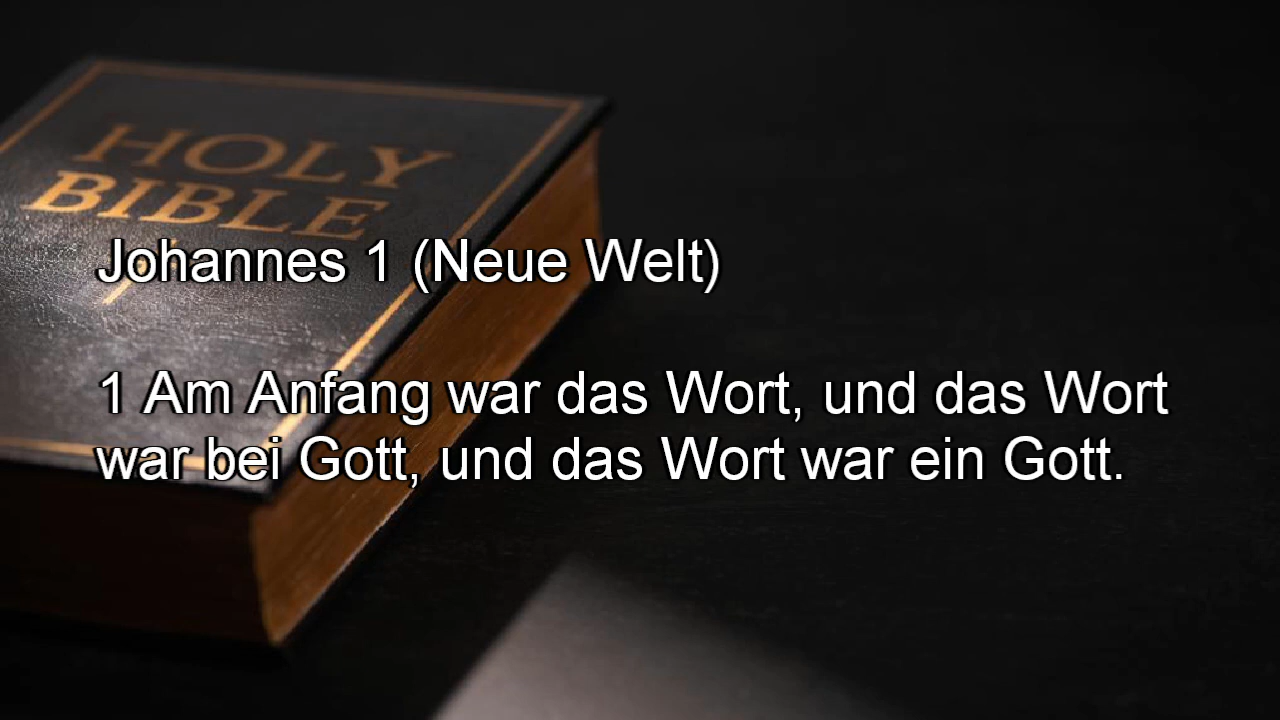 HOLY
BIBLE
Johannes 1 (Neue Welt)
1 Am Anfang war das Wort, und das Wort
war bei Gott, und das Wort war ein Gott.